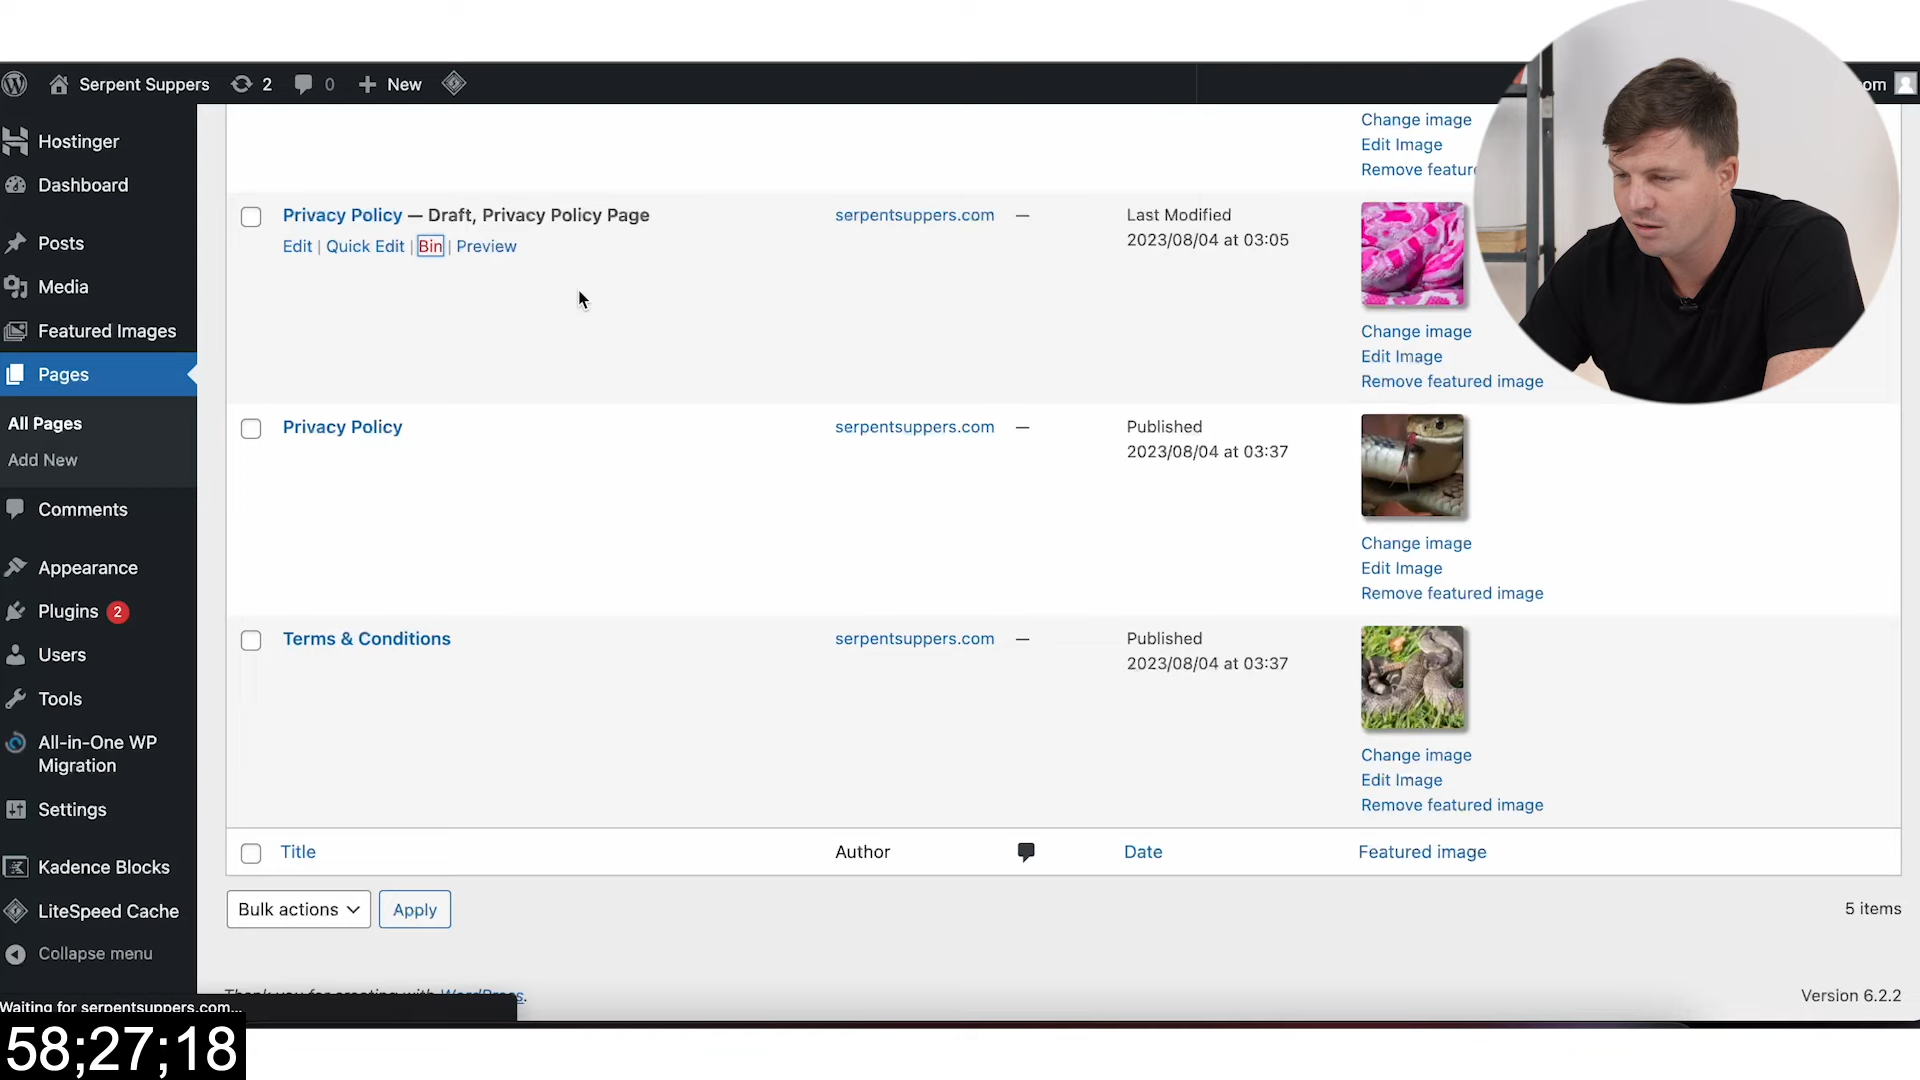 Serpent Suppers 2 0 + New om
Hostinger
Dashboard
Posts
Media
Featured Images
Pages
All Pages
Add New
Comments
Appearance
Plugins 2
Users
Tools
All-in-One WP
Migration
Settings
Kadence Blocks
LiteSpeed Cache
Collapse menu
Change image
Edit Image
Remove featur
Privacy Policy — Draft, Privacy Policy Page
Edit | Quick Edit | Bin | Preview
serpentsuppers.com —
Last Modified
2023/08/04 at 03:05
Change image
Edit Image
Remove featured image
Privacy Policy
serpentsuppers.com —
Published
2023/08/04 at 03:37
Change image
Edit Image
Remove featured image
Terms & Conditions
serpentsuppers.com —
Published
2023/08/04 at 03:37
Change image
Edit Image
Remove featured image
Title Author Date Featured image
Bulk actions Apply
5 items
Thank you for creating with WordPress.
Version 6.2.2
Waiting for serpentsuppers.com...
58;27;18